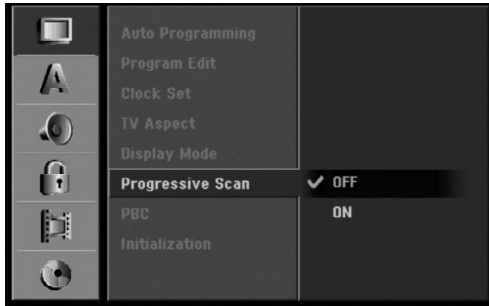 Auto Programming
Program Edit
Clock Set
TV Aspect
Display Mode
Progressive Scan
✔ OFF
ON
PBC
Initialization
A